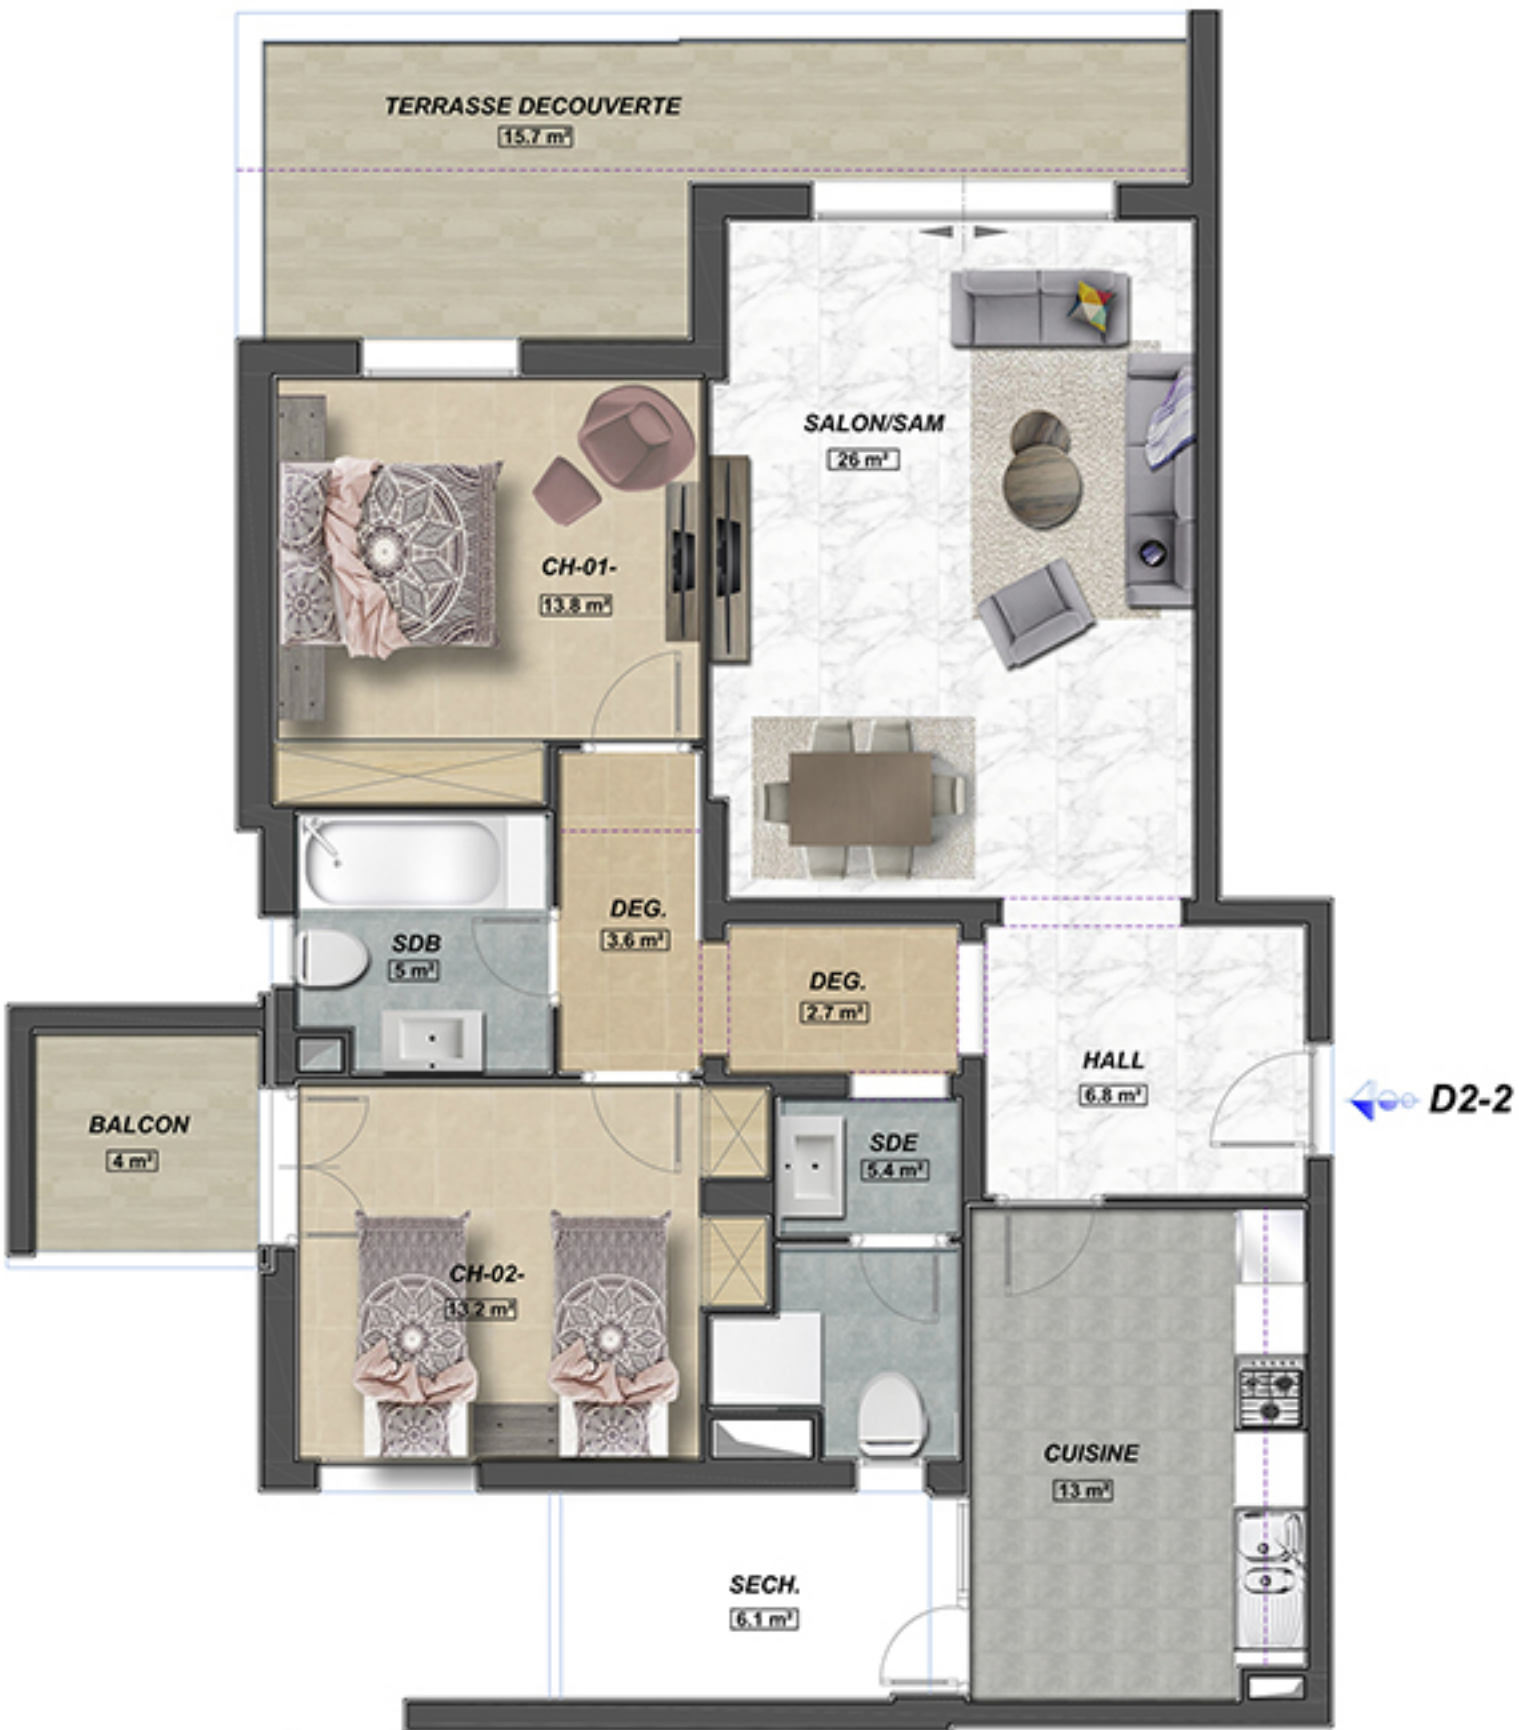 TERRASSE DECOUVERTE
15.7 m²
SALON/SAM
26 m²
CH-01-
13.8 m²
DEG.
3.6 m²
SDB
5 m²
DEG.
2.7 m²
HALL
6.8 m²
D2-2
BALCON
4 m²
SDE
5.4 m²
CH-02-
13.2 m²
CUISINE
13 m²
SECH.
6.1 m²